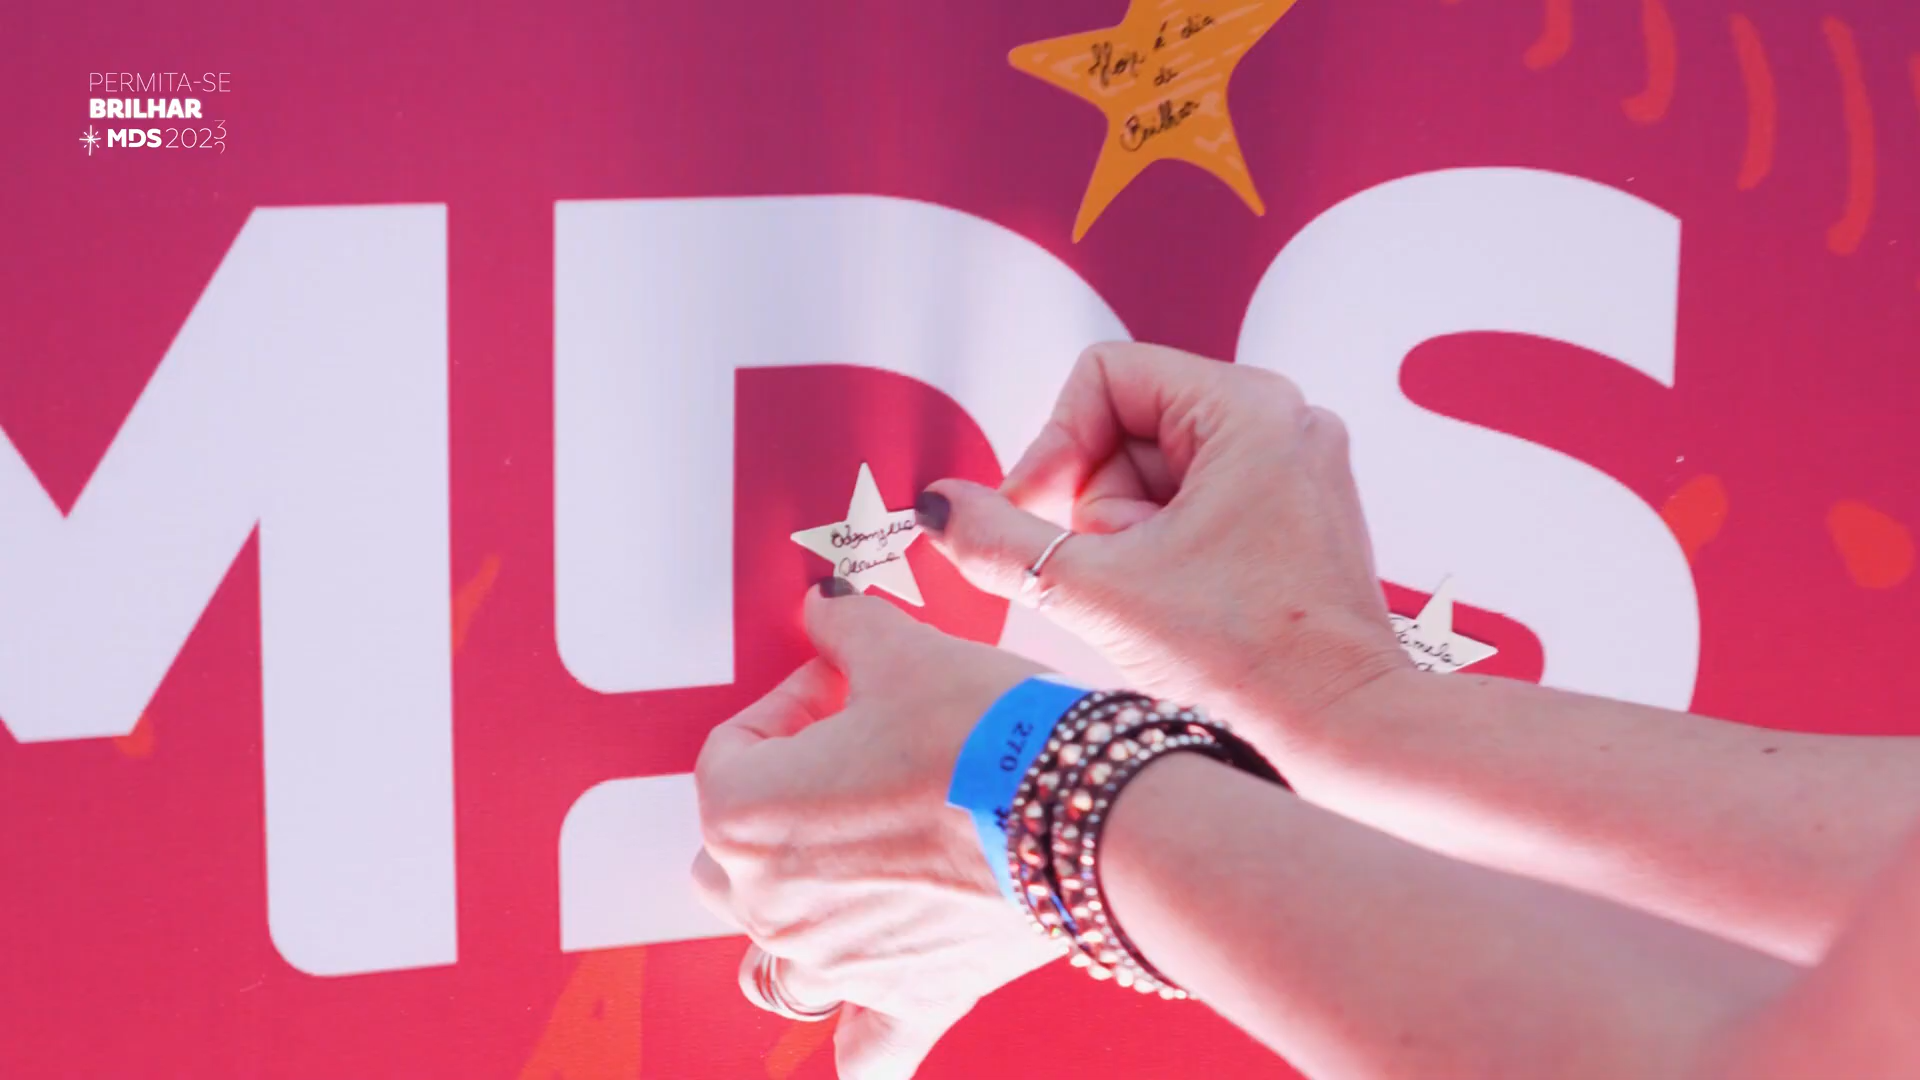 PERMITA-SE
BRILHAR
MDS 2023
Hoje é dia
de
Brilhar
MDS
270